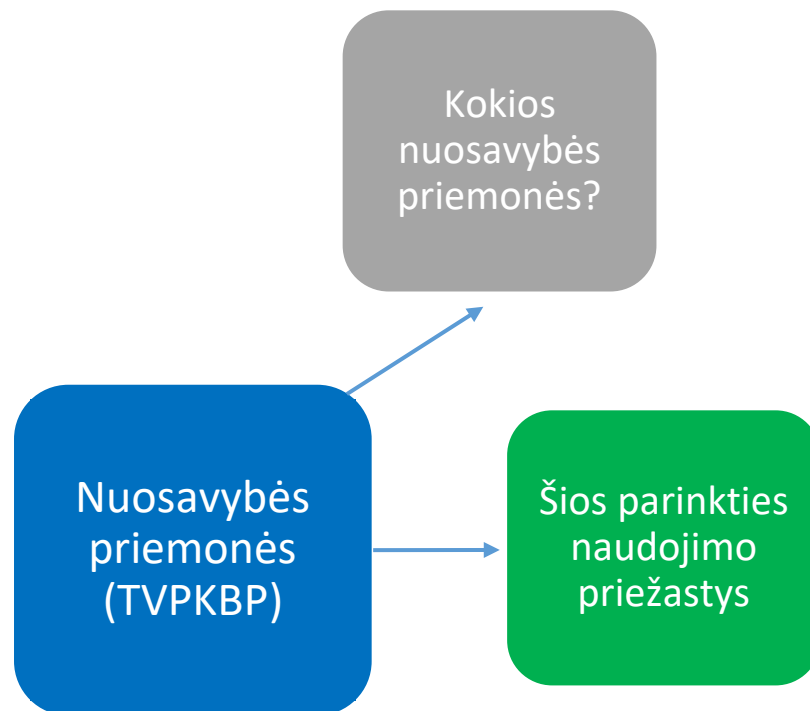 Kokios
nuosavybės
priemonės?
Nuosavybės
priemonės
(TVPKBP)
Šios parinkties
naudojimo
priežastys